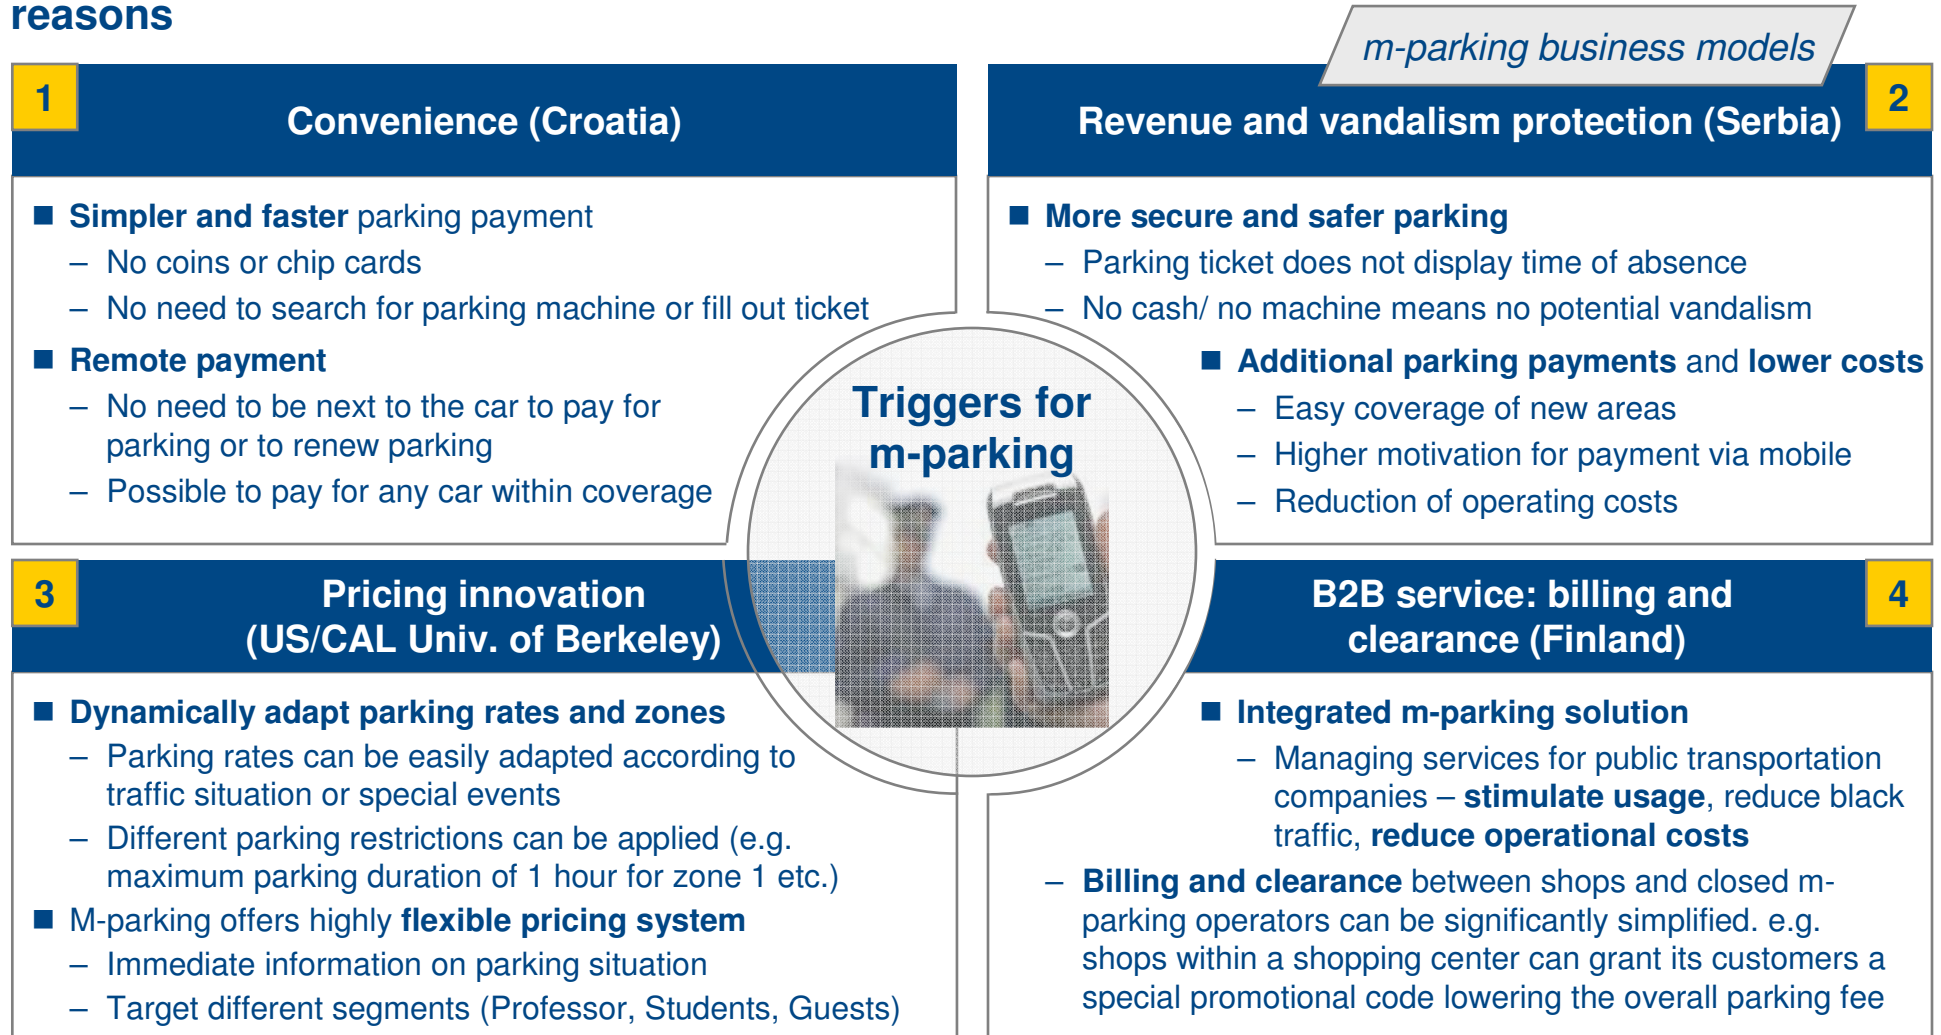 reasons
m-parking business models
1
Convenience (Croatia)
■ Simpler and faster parking payment
– No coins or chip cards
– No need to search for parking machine or fill out ticket
■ Remote payment
– No need to be next to the car to pay for
parking or to renew parking
– Possible to pay for any car within coverage
2
Revenue and vandalism protection (Serbia)
■ More secure and safer parking
– Parking ticket does not display time of absence
– No cash/ no machine means no potential vandalism
■ Additional parking payments and lower costs
– Easy coverage of new areas
– Higher motivation for payment via mobile
– Reduction of operating costs
Triggers for
m-parking
3
Pricing innovation
(US/CAL Univ. of Berkeley)
■ Dynamically adapt parking rates and zones
– Parking rates can be easily adapted according to
traffic situation or special events
– Different parking restrictions can be applied (e.g.
maximum parking duration of 1 hour for zone 1 etc.)
■ M-parking offers highly flexible pricing system
– Immediate information on parking situation
– Target different segments (Professor, Students, Guests)
4
B2B service: billing and
clearance (Finland)
■ Integrated m-parking solution
– Managing services for public transportation
companies – stimulate usage, reduce black
traffic, reduce operational costs
– Billing and clearance between shops and closed m-
parking operators can be significantly simplified. e.g.
shops within a shopping center can grant its customers a
special promotional code lowering the overall parking fee